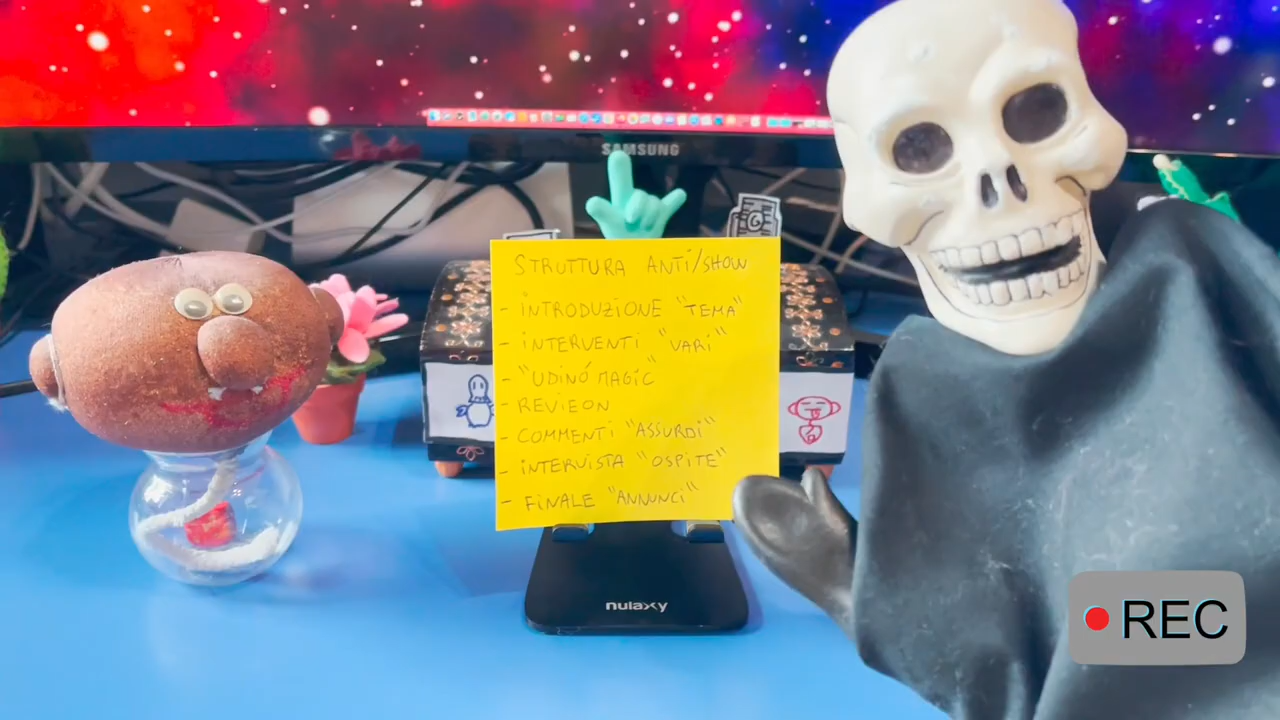 SAMSUNG
STRUTTURA ANTI/SHOW
- INTRODUZIONE "TEMA"
- INTERVENTI "VARI"
- "UDINÓ MAGIC"
- REVIEON
- COMMENTI "ASSURDI"
- INTERVISTA "OSPITE"
- FINALE "ANNUNCI"
nulaxy
REC